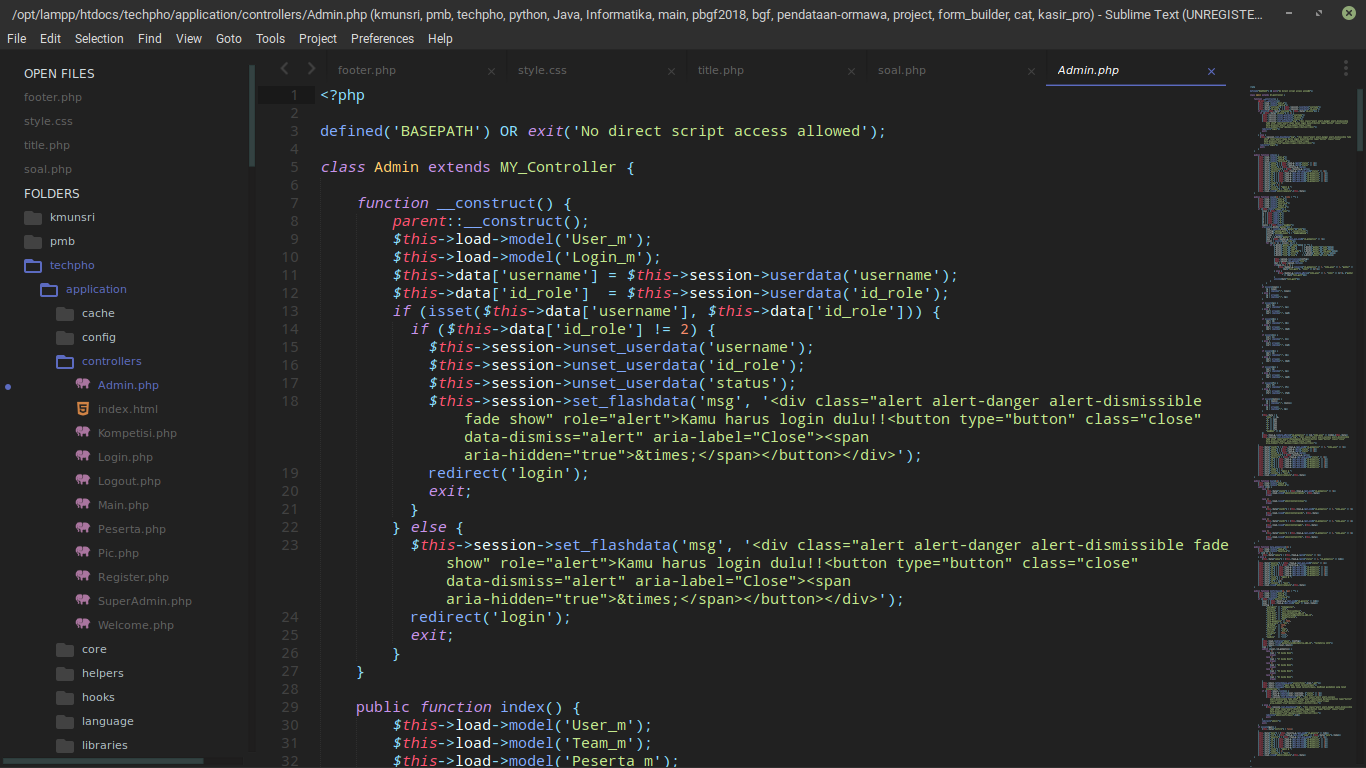 /opt/lampp/htdocs/techpho/application/controllers/Admin.php (kmunsri, pmb, techpho, python, Java, Informatika, main, pbgf2018, bgf, pendataan-ormawa, project, form_builder, cat, kasir_pro) - Sublime Text (UNREGISTE...
File Edit Selection Find View Goto Tools Project Preferences Help
OPEN FILES
footer.php
style.css
title.php
soal.php
FOLDERS
kmunsri
pmb
techpho
application
cache
config
controllers
Admin.php
index.html
Kompetisi.php
Login.php
Logout.php
Main.php
Peserta.php
Pic.php
Register.php
SuperAdmin.php
Welcome.php
core
helpers
hooks
language
libraries
footer.php × style.css × title.php × soal.php × Admin.php ×
1 <?php
2
3 defined('BASEPATH') OR exit('No direct script access allowed');
4
5 class Admin extends MY_Controller {
6
7 function __construct() {
8 parent::__construct();
9 $this->load->model('User_m');
10 $this->load->model('Login_m');
11 $this->data['username'] = $this->session->userdata('username');
12 $this->data['id_role']  = $this->session->userdata('id_role');
13 if (isset($this->data['username'], $this->data['id_role'])) {
14 if ($this->data['id_role'] != 2) {
15 $this->session->unset_userdata('username');
16 $this->session->unset_userdata('id_role');
17 $this->session->unset_userdata('status');
18 $this->session->set_flashdata('msg', '<div class="alert alert-danger alert-dismissible
fade show" role="alert">Kamu harus login dulu!!<button type="button" class="close"
data-dismiss="alert" aria-label="Close"><span
aria-hidden="true">&times;</span></button></div>');
19 redirect('login');
20 exit;
21 }
22 } else {
23 $this->session->set_flashdata('msg', '<div class="alert alert-danger alert-dismissible fade
show" role="alert">Kamu harus login dulu!!<button type="button" class="close"
data-dismiss="alert" aria-label="Close"><span
aria-hidden="true">&times;</span></button></div>');
24 redirect('login');
25 exit;
26 }
27 }
28
29 public function index() {
30 $this->load->model('User_m');
31 $this->load->model('Team_m');
32 $this->load->model('Peserta_m');